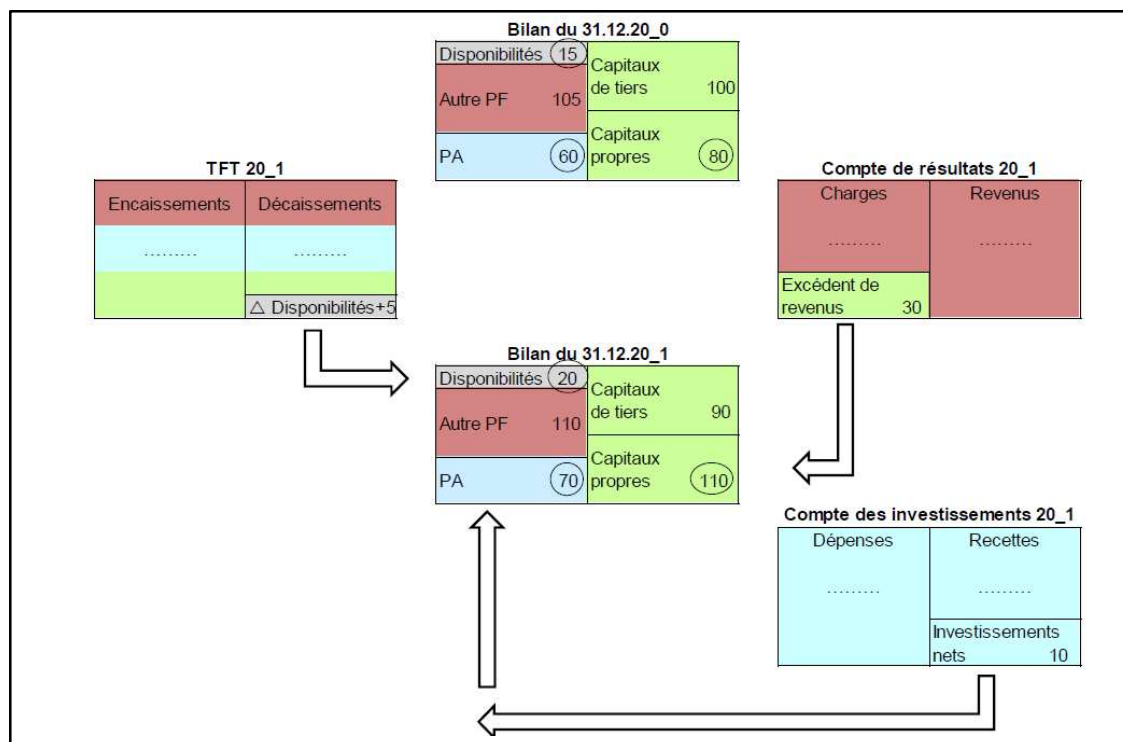 Bilan du 31.12.20_0
Disponibilités 15
Capitaux
de tiers 100
Autre PF 105
PA 60
Capitaux
propres 80
TFT 20_1
Encaissements Décaissements
......... .........
△ Disponibilités+5
Compte de résultats 20_1
Charges Revenus
......... .........
Excédent de
revenus 30
Bilan du 31.12.20_1
Disponibilités 20
Capitaux
de tiers 90
Autre PF 110
PA 70
Capitaux
propres 110
Compte des investissements 20_1
Dépenses Recettes
......... .........
Investissements
nets 10